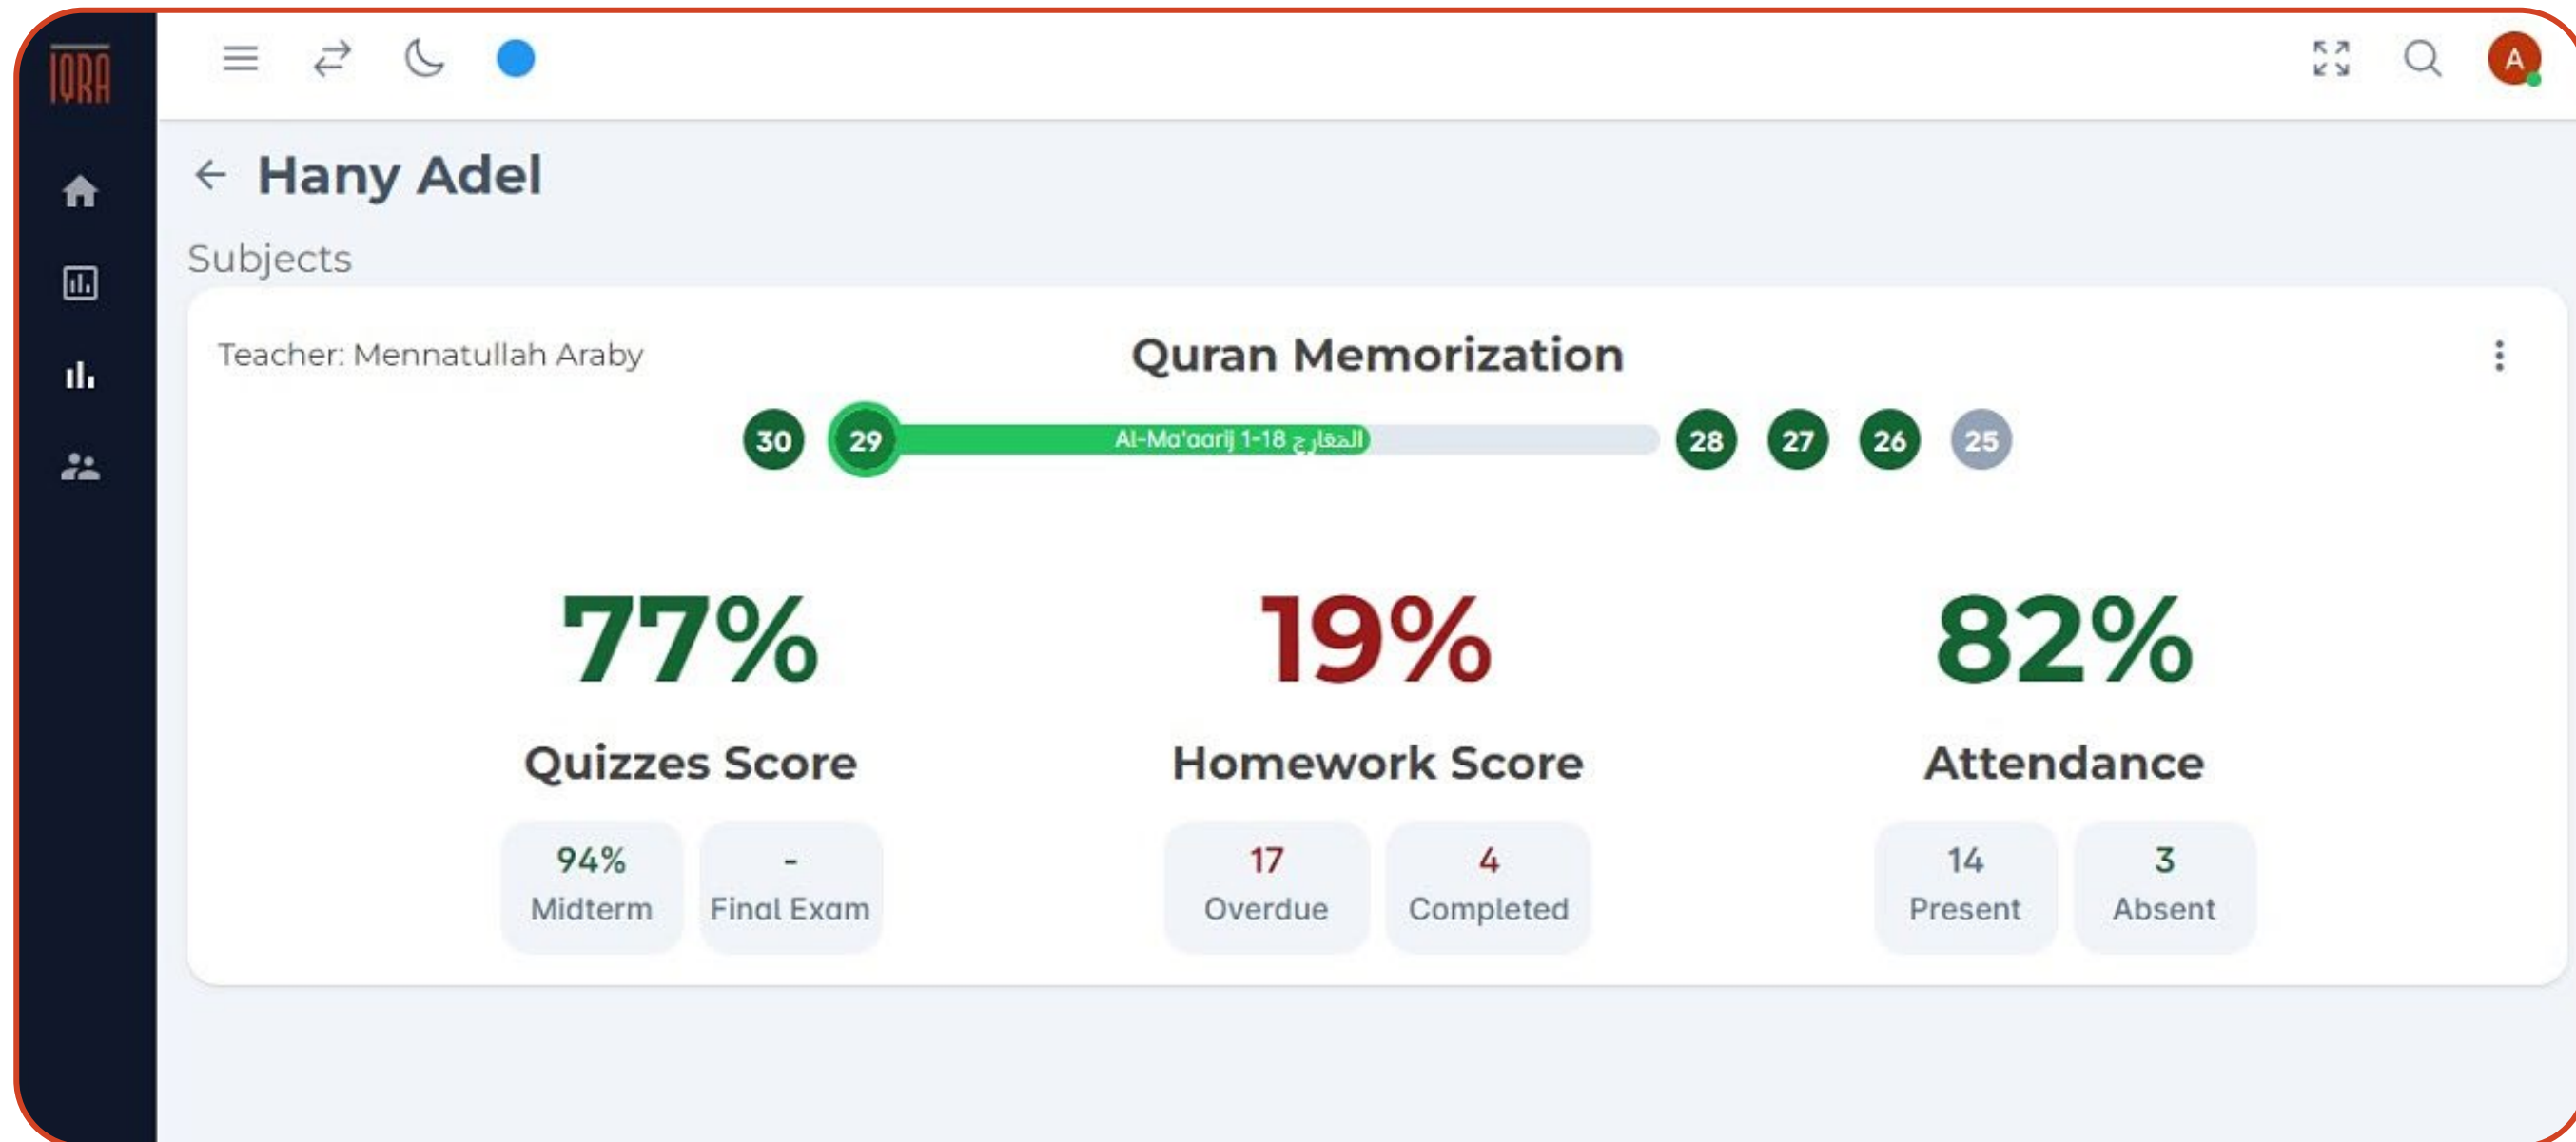 IQRA
A
Hany Adel
Subjects
Teacher: Mennatullah Araby
Quran Memorization
30 29 Al-Ma'aarij 1-18 المعارج 28 27 26 25
77% 19% 82%
Quizzes Score Homework Score Attendance
94% - 17 4 14 3
Midterm Final Exam Overdue Completed Present Absent